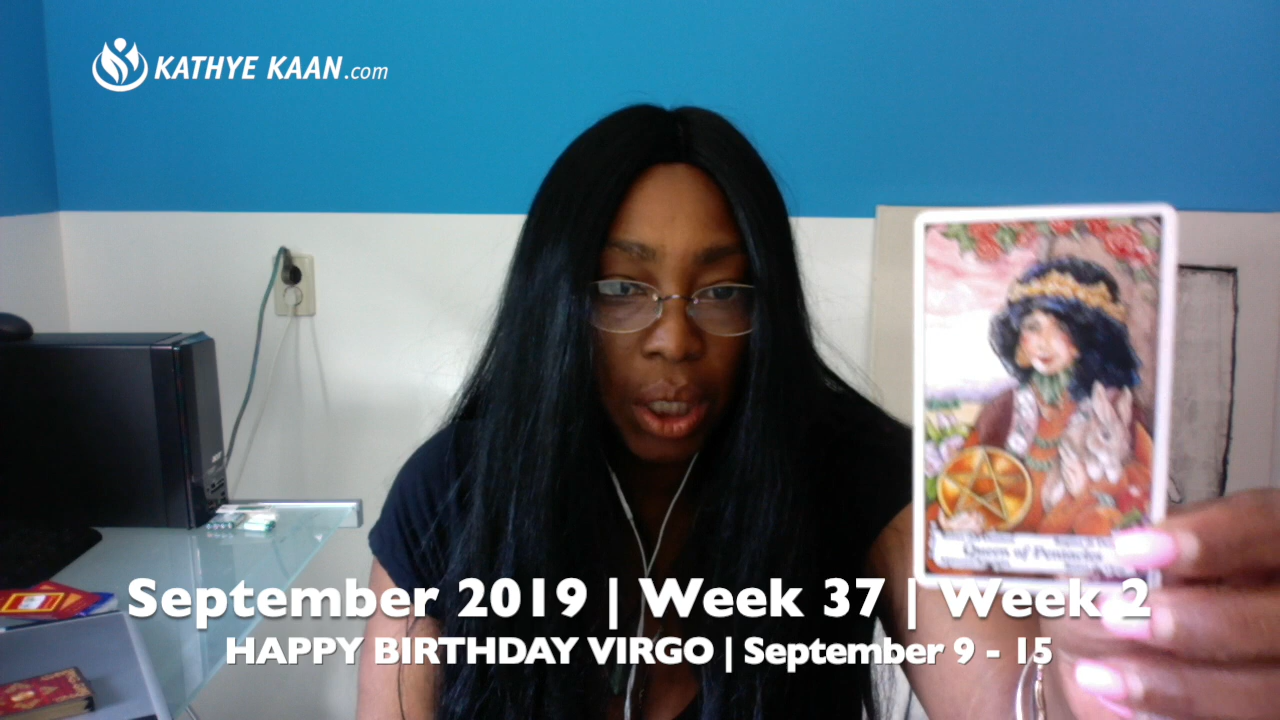 KATHYE KAAN.com
Queen of Pentacles
September 2019 | Week 37 | Week 2
HAPPY BIRTHDAY VIRGO | September 9 - 15